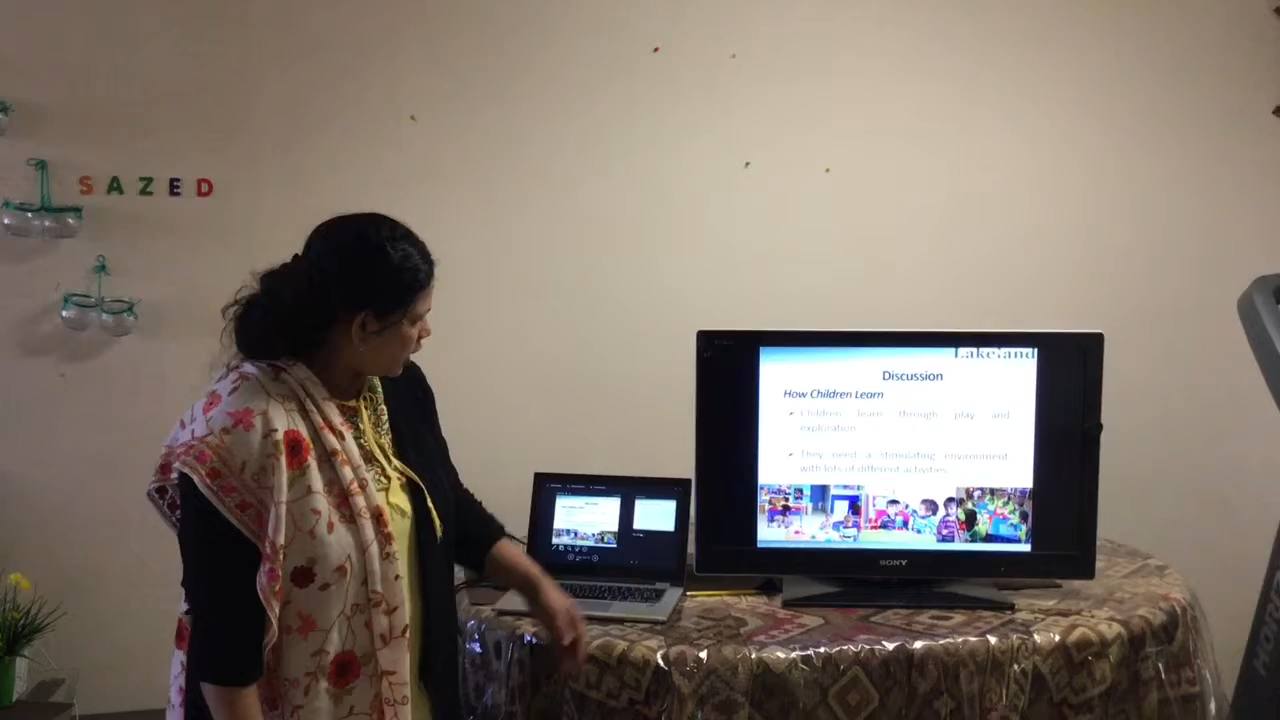 SAZED
Lakeland
Discussion
How Children Learn
Children learn through play and
exploration
They need a stimulating environment
with lots of different activities.
SONY